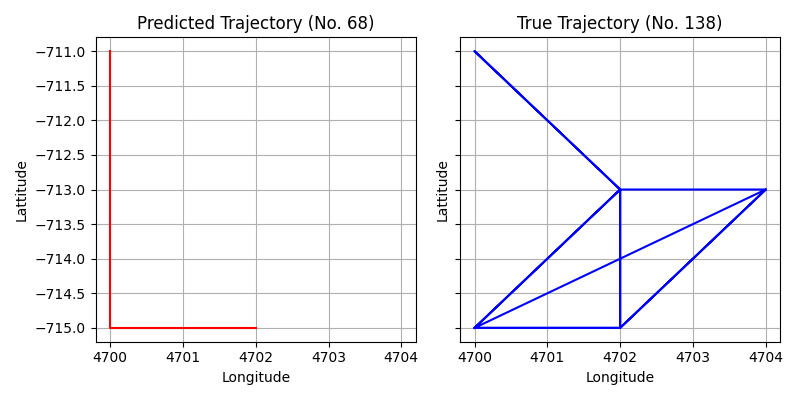 Predicted Trajectory (No. 68)
Lattitude
−711.0
−711.5
−712.0
−712.5
−713.0
−713.5
−714.0
−714.5
−715.0
4700 4701 4702 4703 4704
Longitude
True Trajectory (No. 138)
Lattitude
4700 4701 4702 4703 4704
Longitude